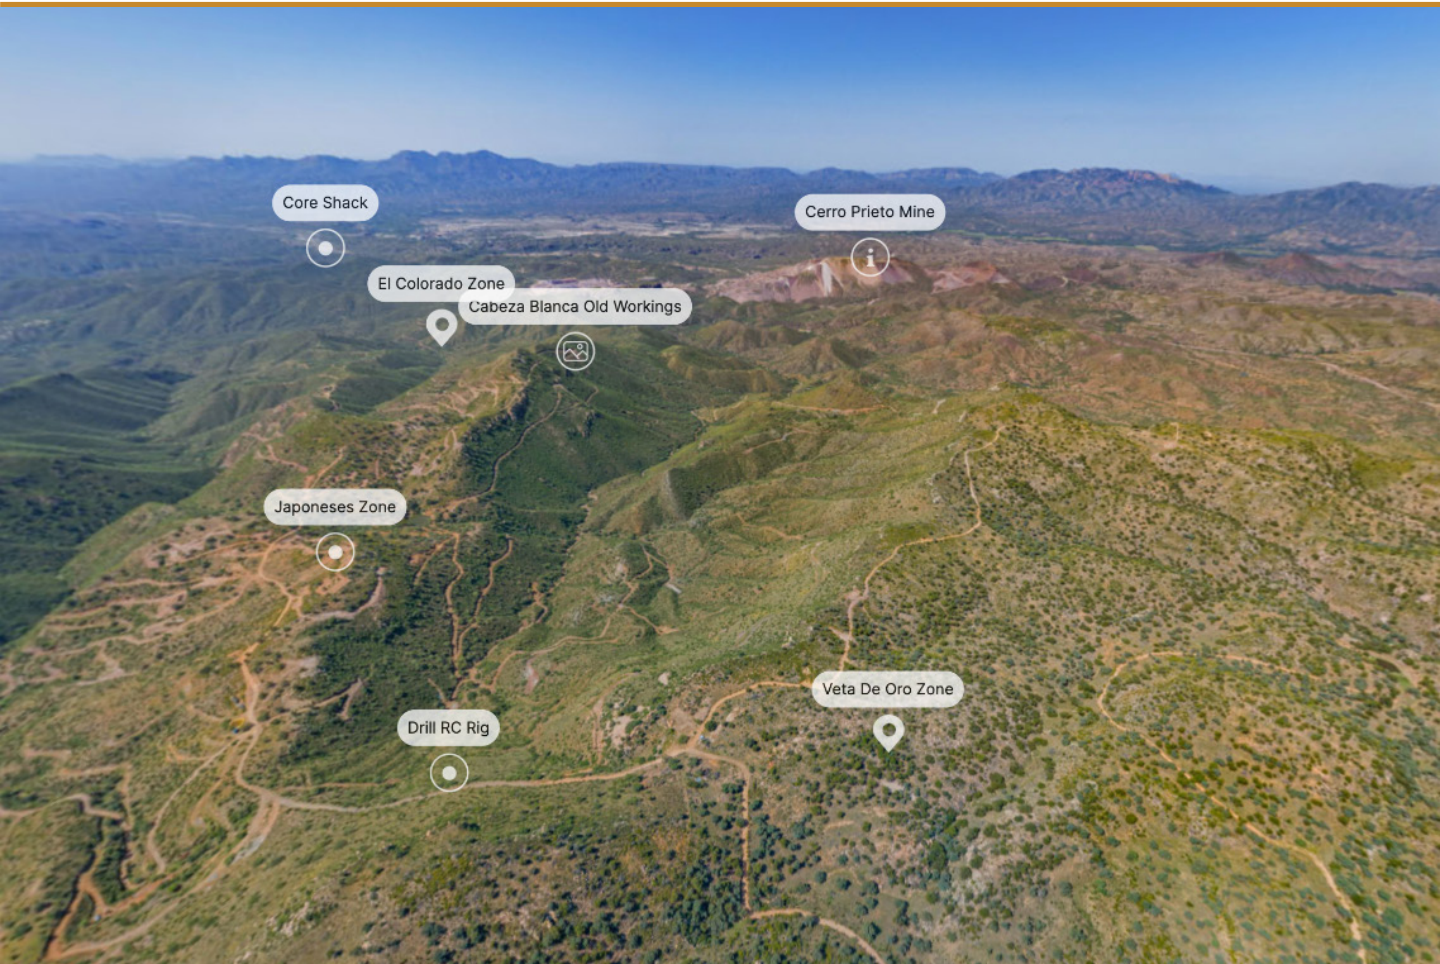 Core Shack
Cerro Prieto Mine
El Colorado Zone
Cabeza Blanca Old Workings
Japoneses Zone
Veta De Oro Zone
Drill RC Rig